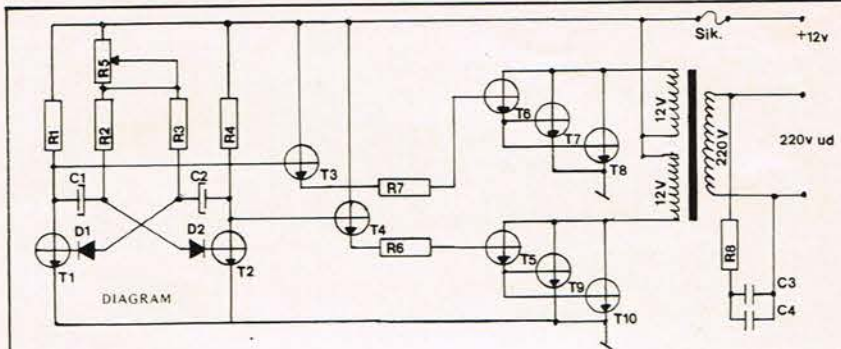 Sik.
+12v
R5
R1
R2
R3
R4
T6
T7
T8
12V
12V
220V
220v ud
T3
R7
C1
C2
D1
D2
T1
T2
T4
R6
T5
T9
T10
R8
C3
C4
DIAGRAM